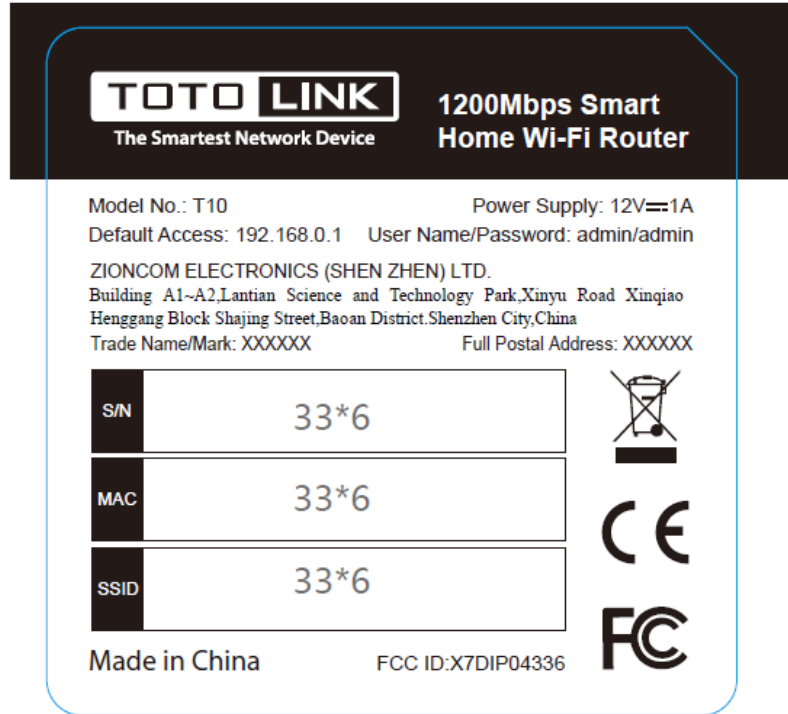 TOTO LINK
The Smartest Network Device
1200Mbps Smart
Home Wi-Fi Router
Model No.: T10 Power Supply: 12V⎓1A
Default Access: 192.168.0.1 User Name/Password: admin/admin
ZIONCOM ELECTRONICS (SHEN ZHEN) LTD.
Building A1~A2,Lantian Science and Technology Park,Xinyu Road Xinqiao
Henggang Block Shajing Street,Baoan District.Shenzhen City,China
Trade Name/Mark: XXXXXX Full Postal Address: XXXXXX
S/N 33*6
MAC 33*6
SSID 33*6
CE
FC
Made in China FCC ID:X7DIP04336